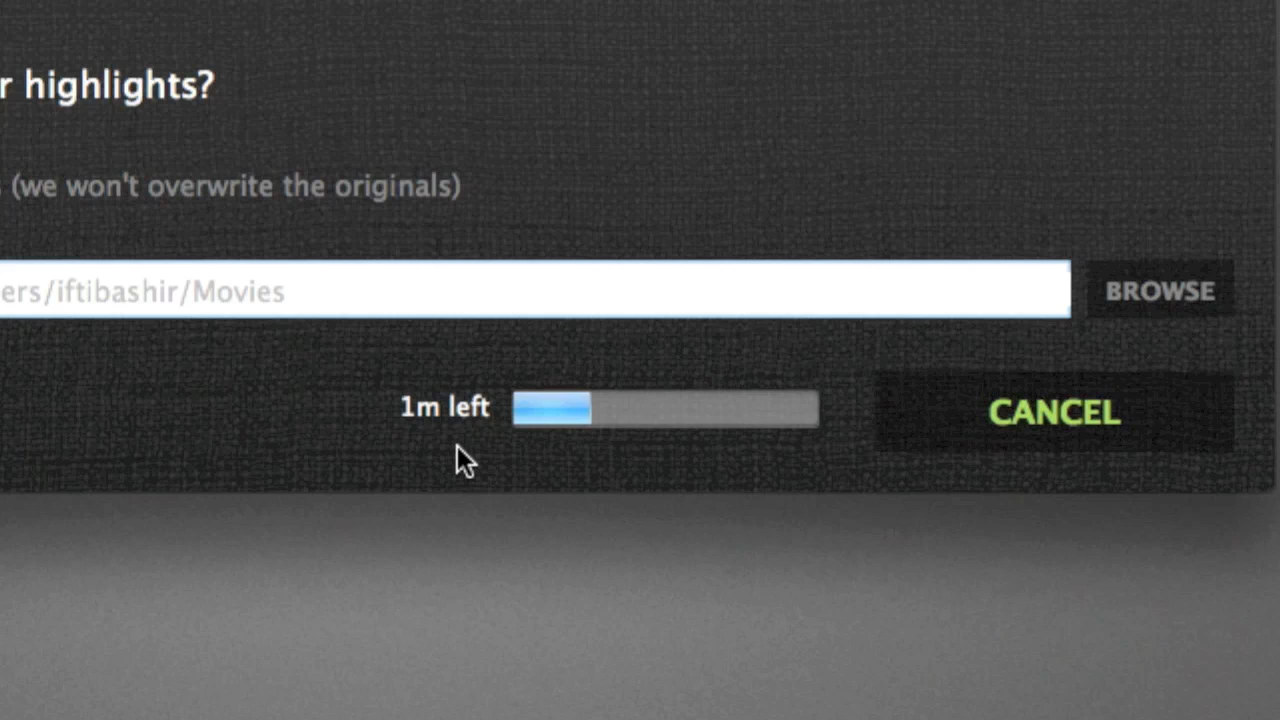 r highlights?
(we won't overwrite the originals)
ers/iftibashir/Movies
BROWSE
1m left
CANCEL